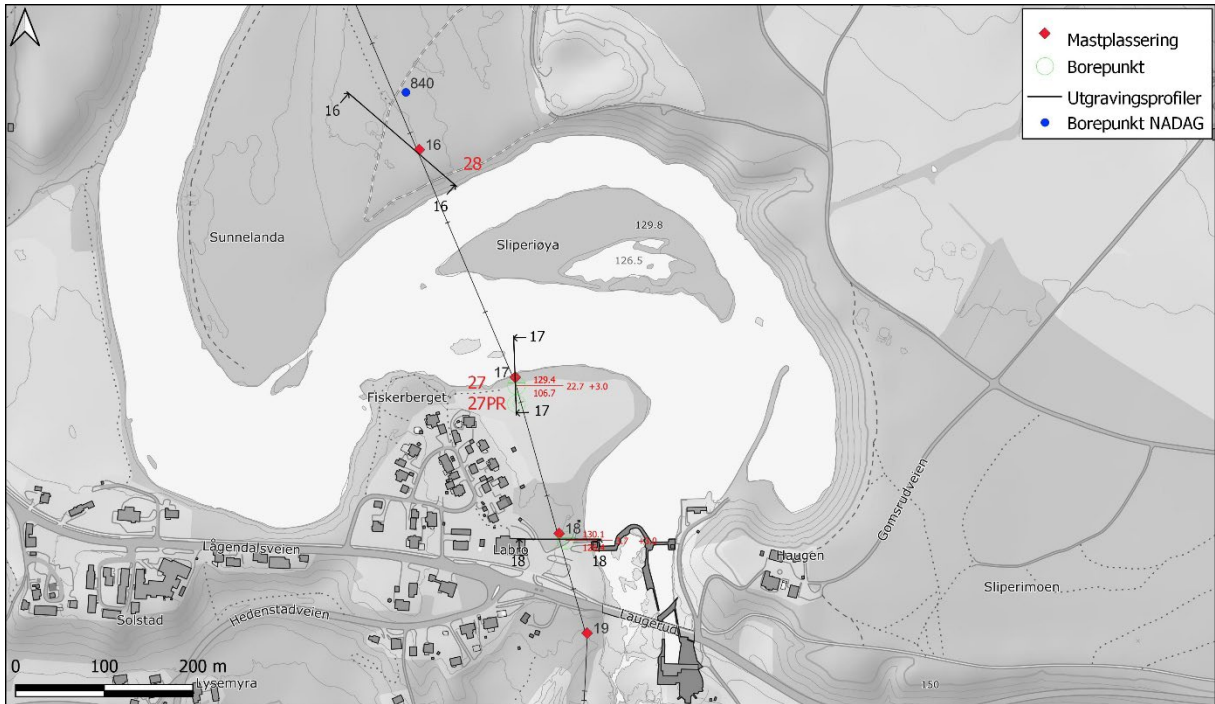 Mastplassering
Borepunkt
Utgravingsprofiler
Borepunkt NADAG
840
16
16
28
16
Sunnelanda
Sliperiøya
129.8
126.5
17
17
27
129.4
22.7 +3.0
106.7
27PR
17
Fiskerberget
18
130.1
Labro
18
18
Lågendalsveien
Gomsrudveien
Haugen
Sliperimoen
Solstad
Hedenstadveien
Laugerud
19
0 100 200 m
Lysemyra
150